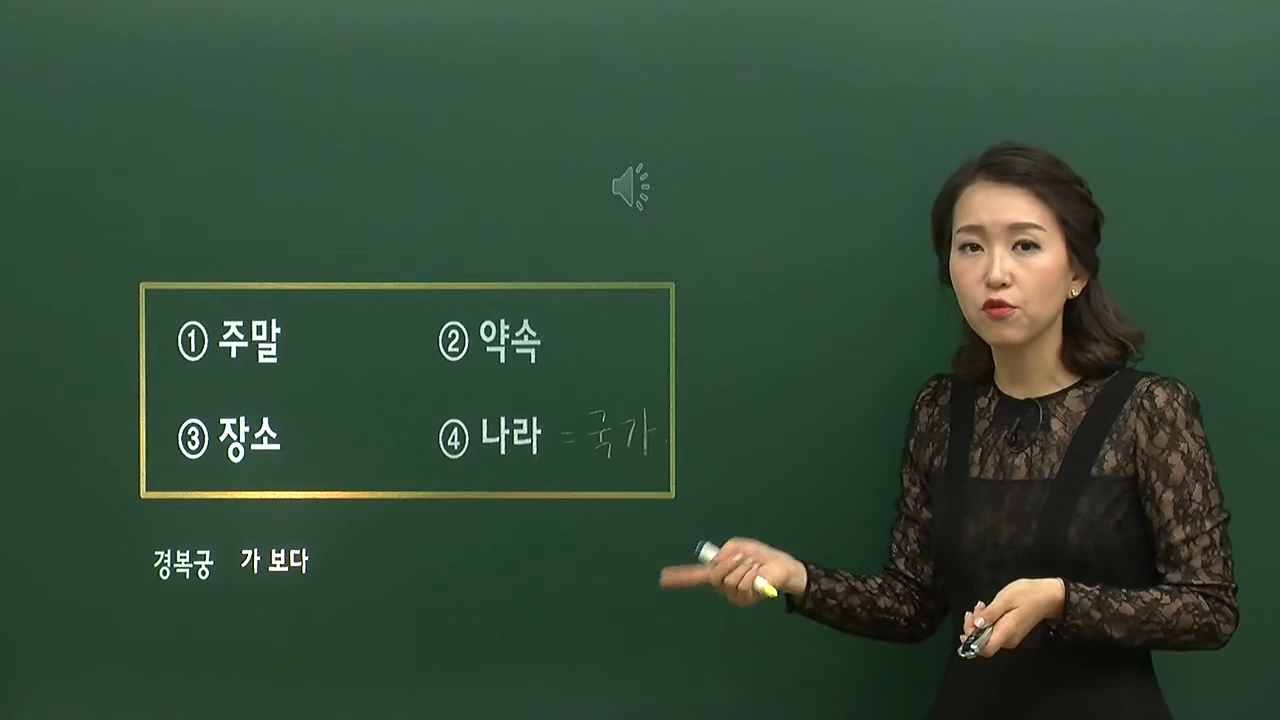 ① 주말 ② 약속
③ 장소 ④ 나라 = 국가
경복궁 가 보다